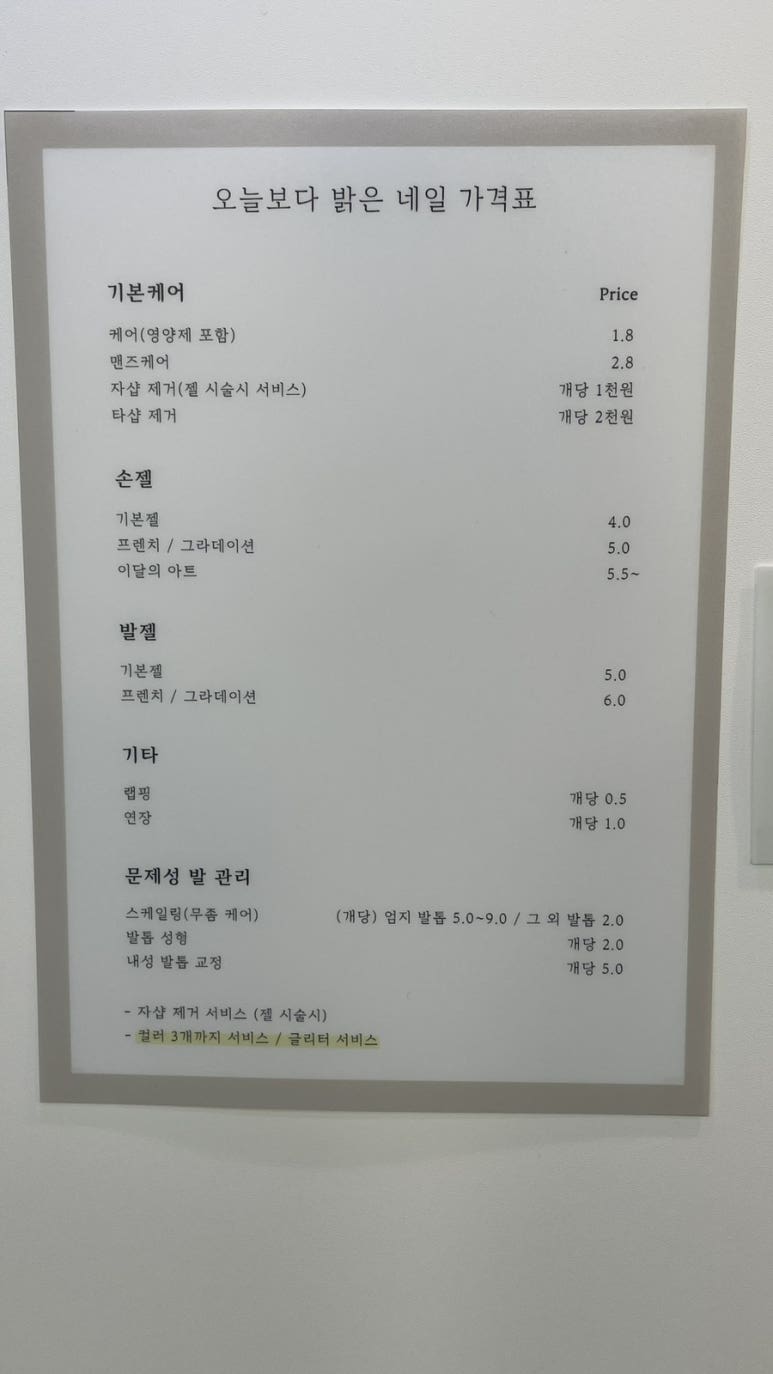 오늘보다 밝은 네일 가격표
기본케어 Price
케어(영양제 포함) 1.8
맨즈케어 2.8
자샵 제거(젤 시술시 서비스) 개당 1천원
타샵 제거 개당 2천원
손젤
기본젤 4.0
프렌치 / 그라데이션 5.0
이달의 아트 5.5~
발젤
기본젤 5.0
프렌치 / 그라데이션 6.0
기타
랩핑 개당 0.5
연장 개당 1.0
문제성 발 관리
스케일링(무좀 케어) (개당) 엄지 발톱 5.0~9.0 / 그 외 발톱 2.0
발톱 성형 개당 2.0
내성 발톱 교정 개당 5.0
- 자샵 제거 서비스 (젤 시술시)
- 컬러 3개까지 서비스 / 글리터 서비스